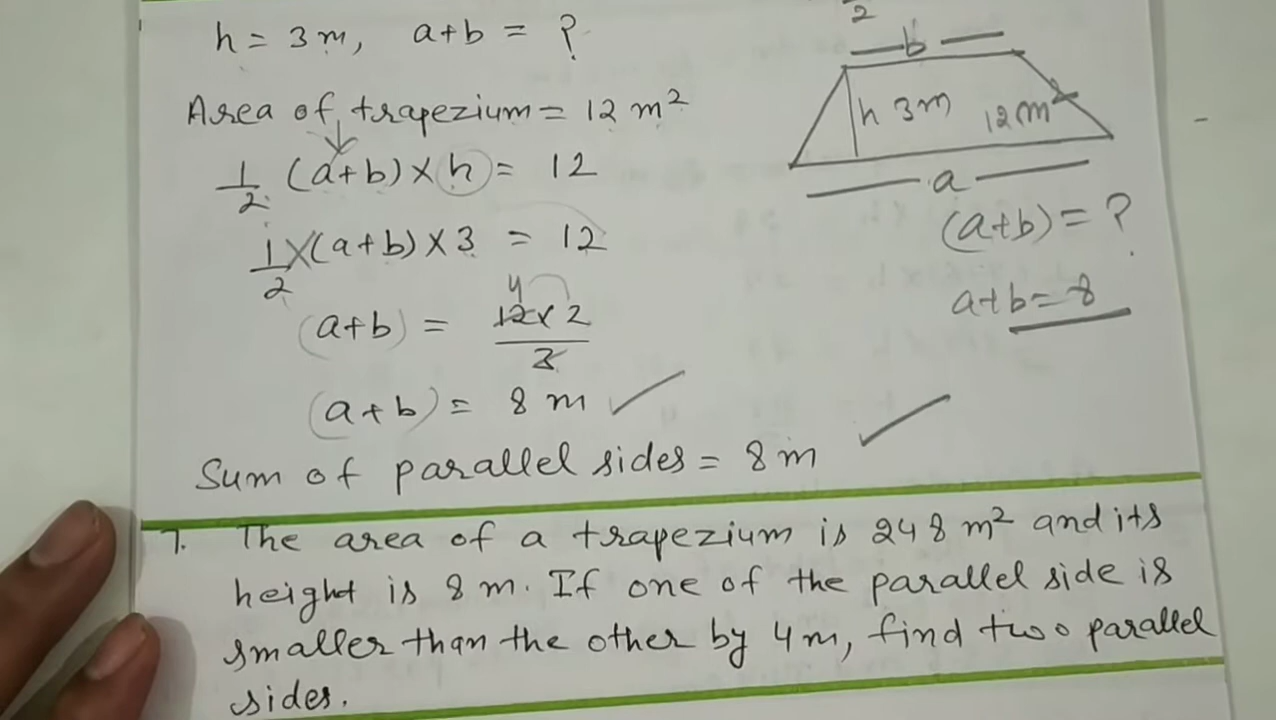 h = 3 m, a+b = ?
Area of trapezium = 12 m²
1/2 (a+b) × h = 12
1/2 × (a+b) × 3 = 12
4
(a+b) = 12×2/3
(a+b) = 8 m ✓
Sum of parallel sides = 8 m ✓
2
b
h 3m 12m²
a
(a+b) = ?
a+b = 8
7. The area of a trapezium is 248 m² and its
height is 8 m. If one of the parallel side is
smaller than the other by 4 m, find two parallel
sides.